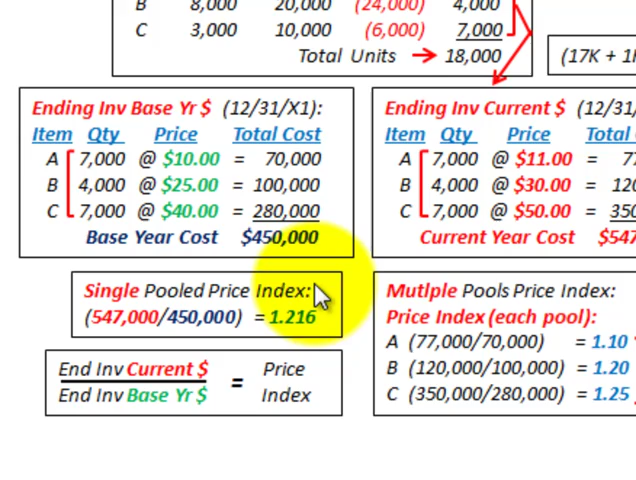 B 8,000 20,000 (24,000) 4,000
C 3,000 10,000 (6,000) 7,000
Total Units 18,000
(17K + 1
Ending Inv Base Yr $ (12/31/X1):
Item Qty Price Total Cost
A 7,000 @ $10.00 = 70,000
B 4,000 @ $25.00 = 100,000
C 7,000 @ $40.00 = 280,000
Base Year Cost $450,000
Ending Inv Current $ (12/31/
Item Qty Price Total
A 7,000 @ $11.00 = 77
B 4,000 @ $30.00 = 120
C 7,000 @ $50.00 = 350
Current Year Cost $547
Single Pooled Price Index:
(547,000/450,000) = 1.216
End Inv Current $
End Inv Base Yr $
= Price Index
Mutlple Pools Price Index:
Price Index (each pool):
A (77,000/70,000) = 1.10
B (120,000/100,000) = 1.20
C (350,000/280,000) = 1.25